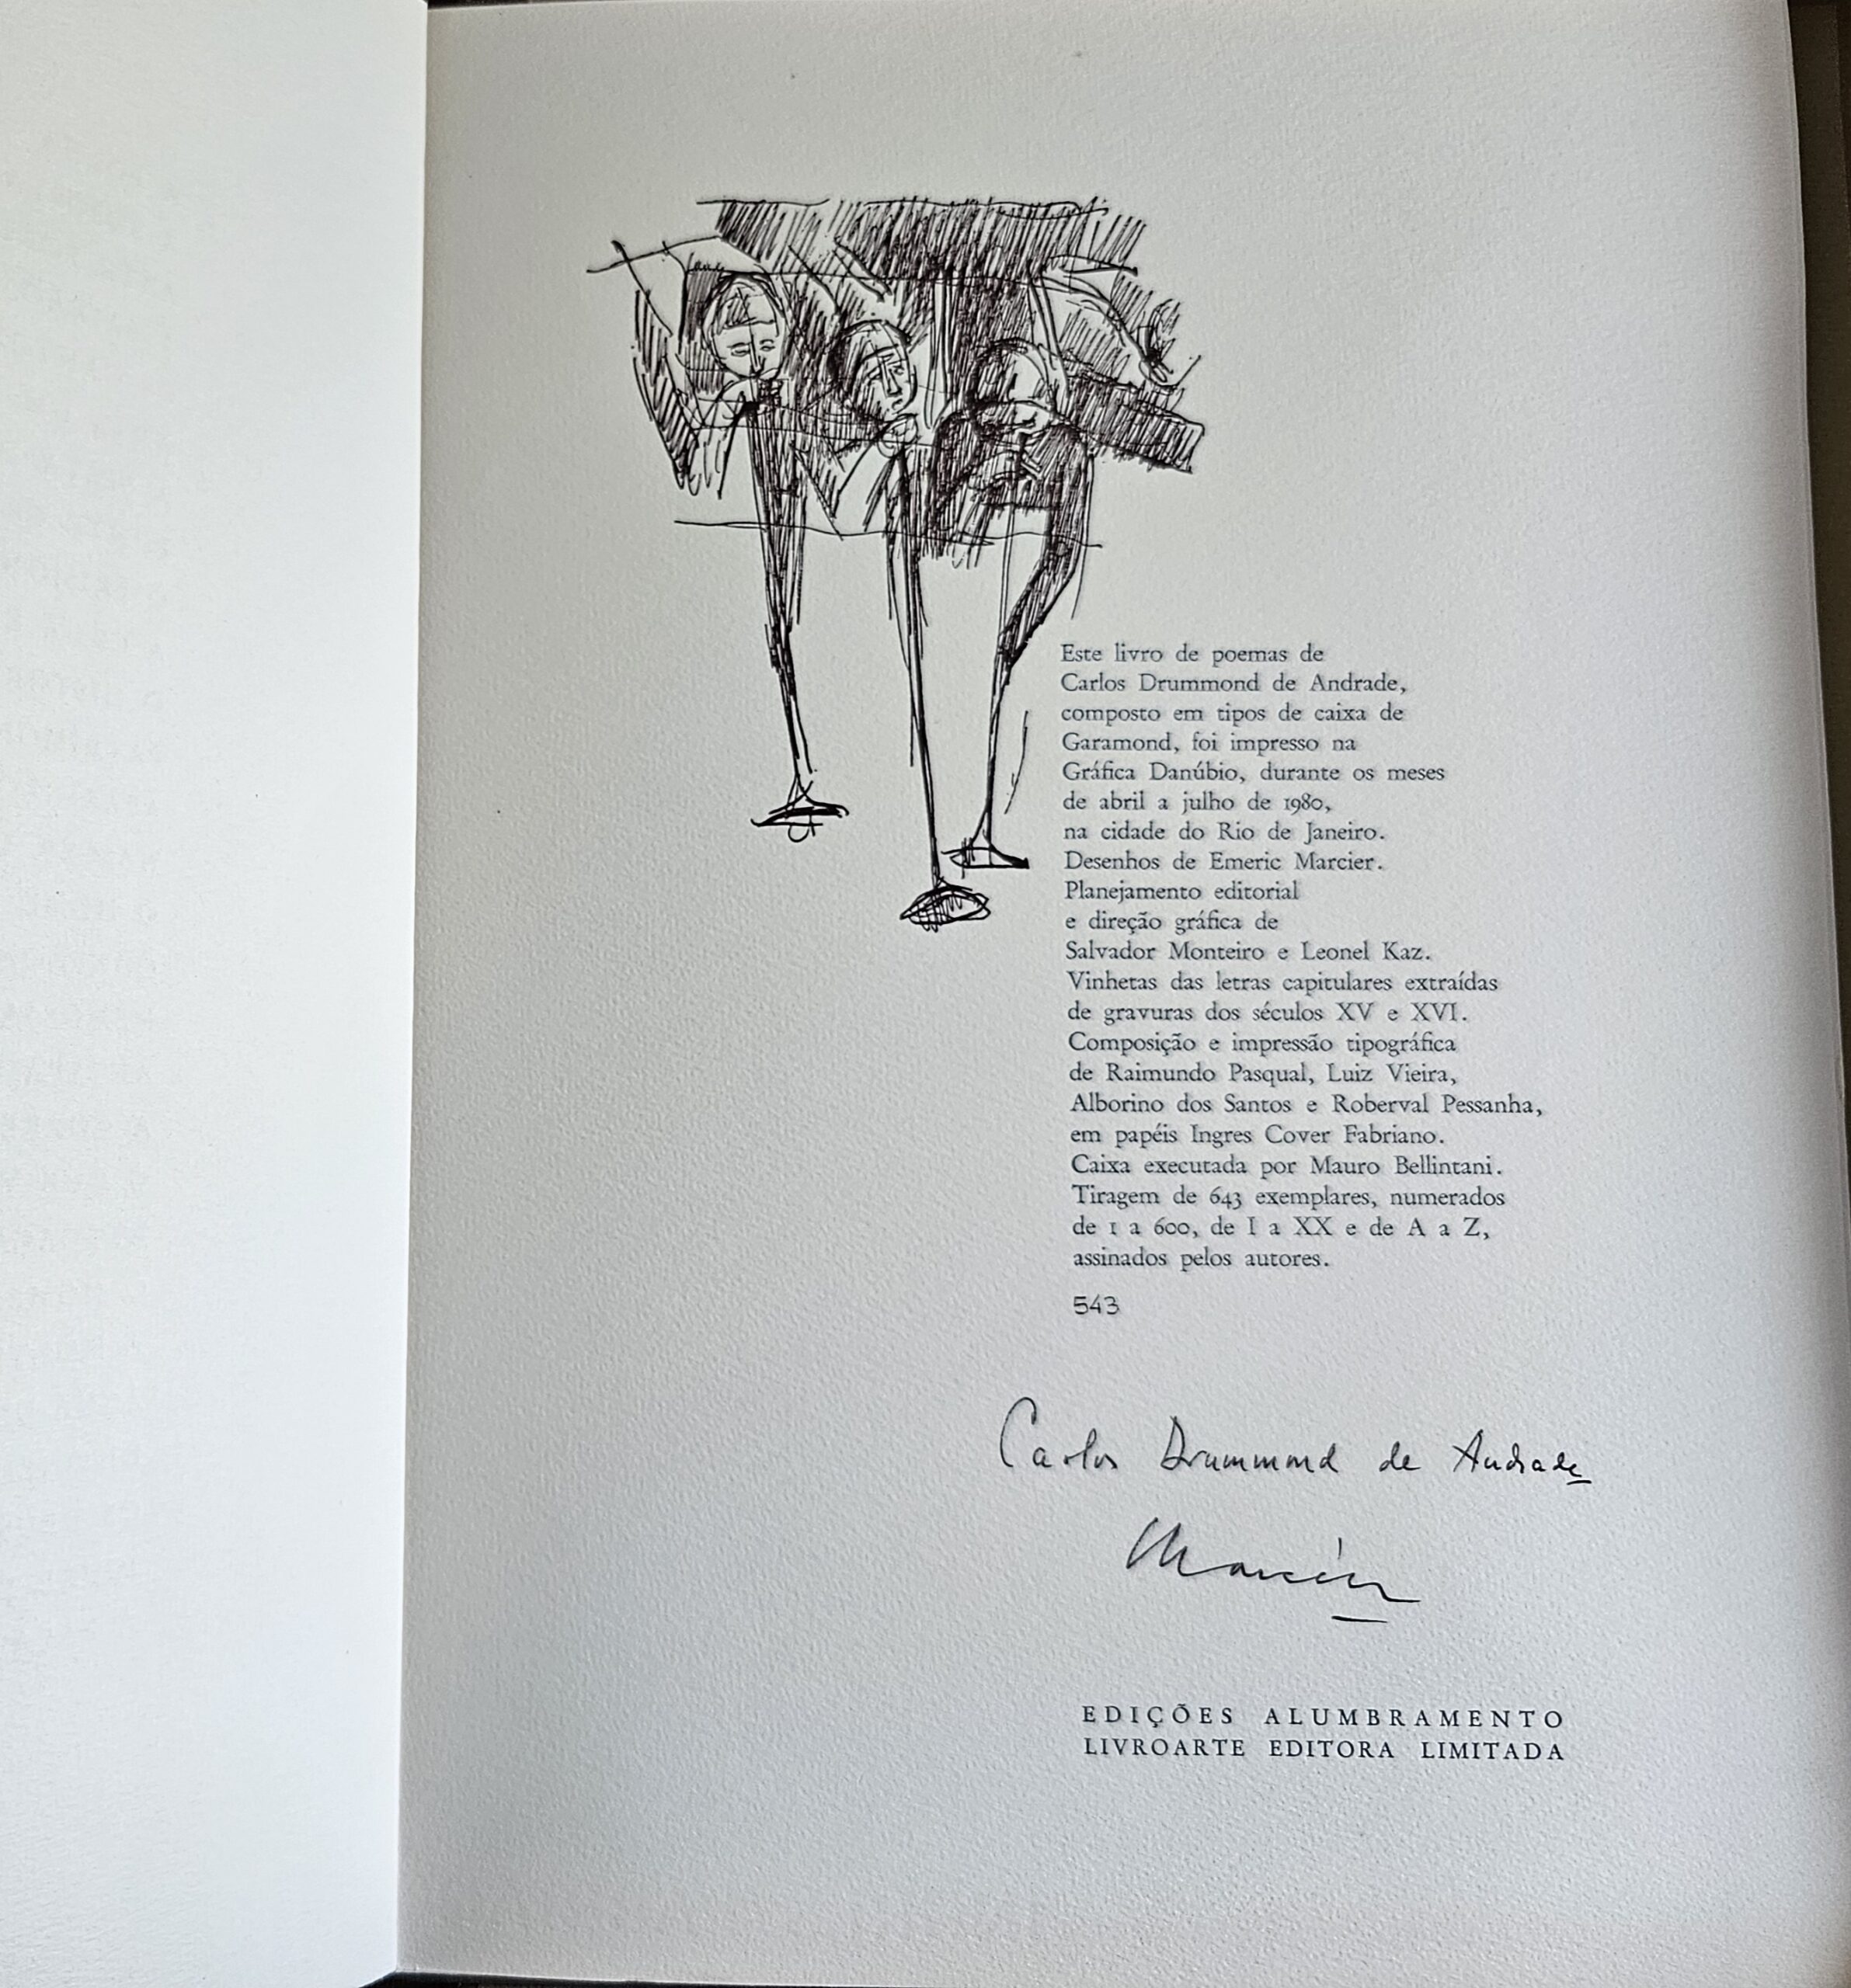 Este livro de poemas de
Carlos Drummond de Andrade,
composto em tipos de caixa de
Garamond, foi impresso na
Gráfica Danúbio, durante os meses
de abril a julho de 1980,
na cidade do Rio de Janeiro.
Desenhos de Emeric Marcier.
Planejamento editorial
e direção gráfica de
Salvador Monteiro e Leonel Kaz.
Vinhetas das letras capitulares extraídas
de gravuras dos séculos XV e XVI.
Composição e impressão tipográfica
de Raimundo Pasqual, Luiz Vieira,
Alborino dos Santos e Roberval Pessanha,
em papéis Ingres Cover Fabriano.
Caixa executada por Mauro Bellintani.
Tiragem de 643 exemplares, numerados
de 1 a 600, de I a XX e de A a Z,
assinados pelos autores.
543
Carlos Drummond de Andrade
Marcier
EDIÇÕES ALUMBRAMENTO
LIVROARTE EDITORA LIMITADA